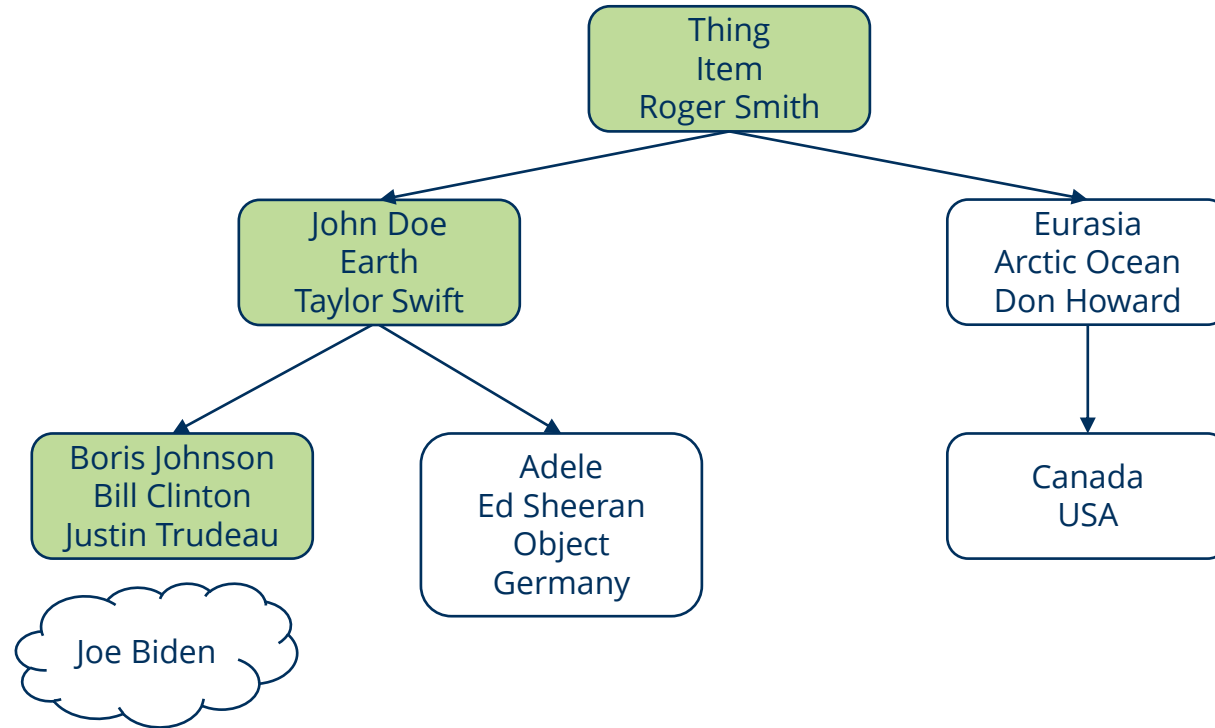 Thing
Item
Roger Smith
John Doe
Earth
Taylor Swift
Eurasia
Arctic Ocean
Don Howard
Boris Johnson
Bill Clinton
Justin Trudeau
Adele
Ed Sheeran
Object
Germany
Canada
USA
Joe Biden